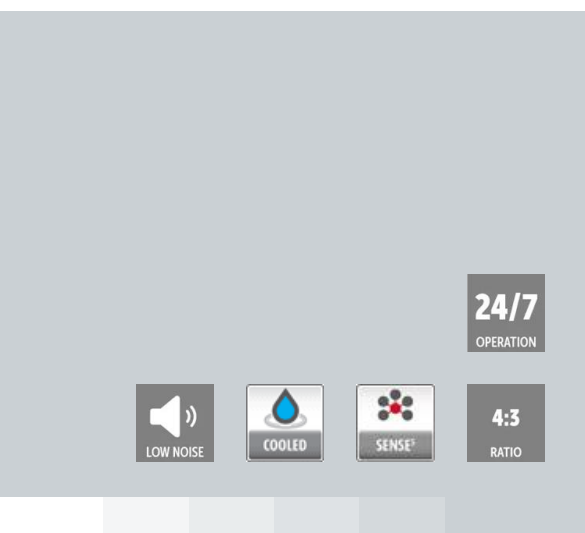 24/7
OPERATION
LOW NOISE
COOLED
SENSE⁵
4:3
RATIO